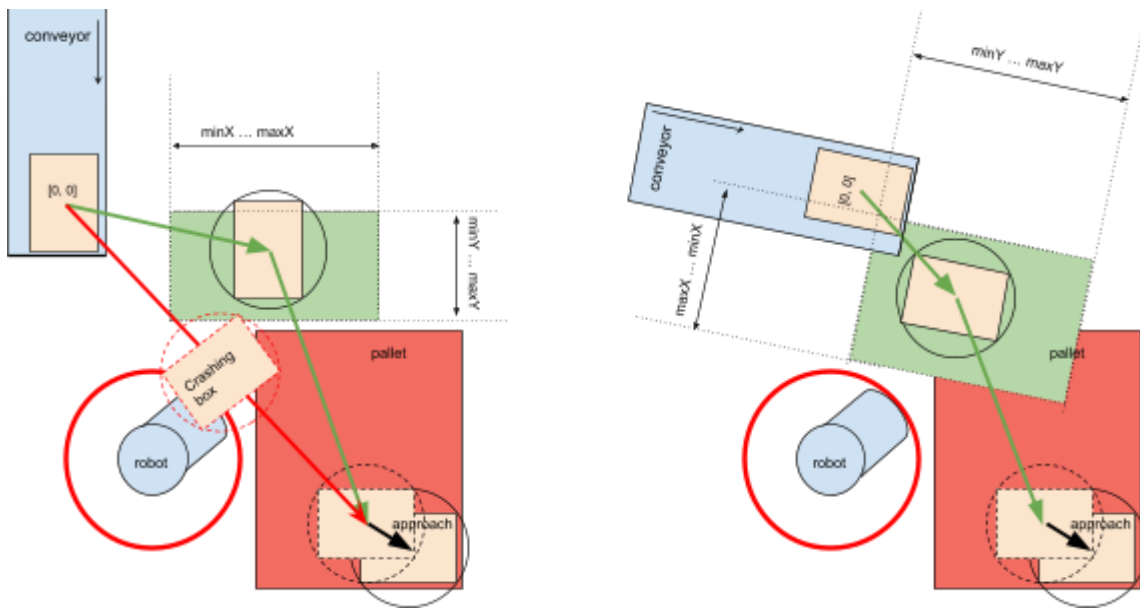 conveyor
minX ... maxX
[0, 0]
minY ... maxY
pallet
Crashing
box
robot
approach
minY ... maxY
conveyor
[0, 0]
maxX ... minX
pallet
robot
approach